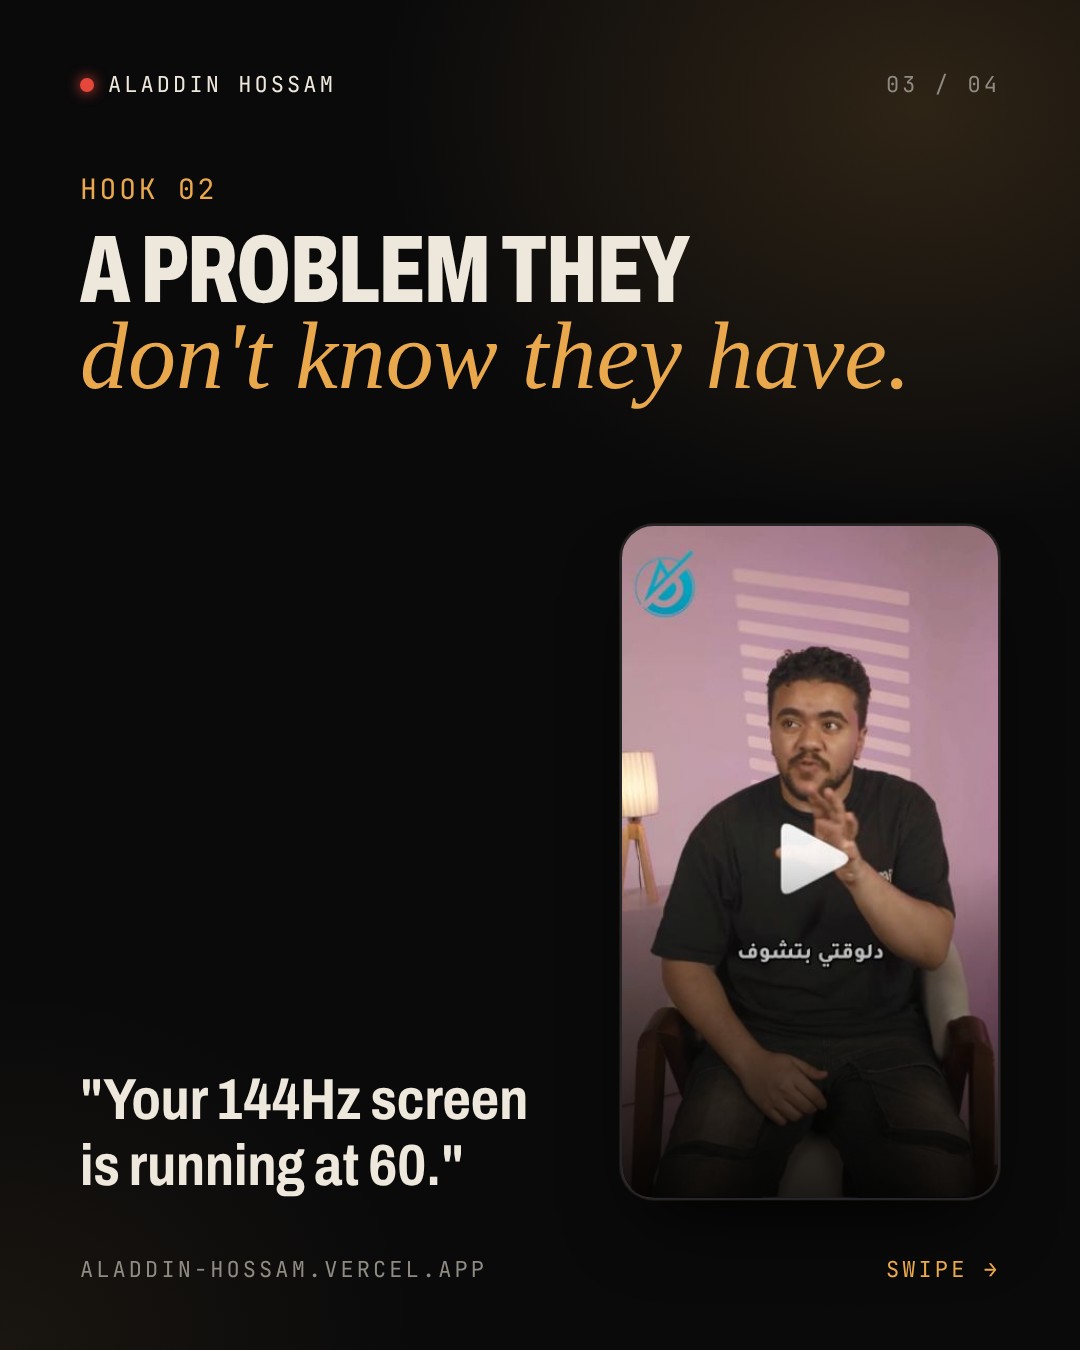 ALADDIN HOSSAM
03 / 04
HOOK 02
A PROBLEM THEY
don't know they have.
دلوقتي بتشوف
"Your 144Hz screen
is running at 60."
ALADDIN-HOSSAM.VERCEL.APP
SWIPE →